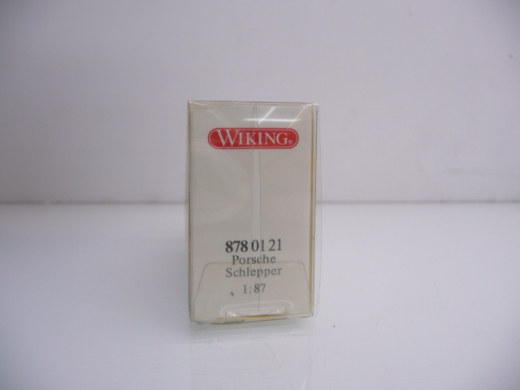 WIKING®
878 01 21
Porsche
Schlepper
1:87